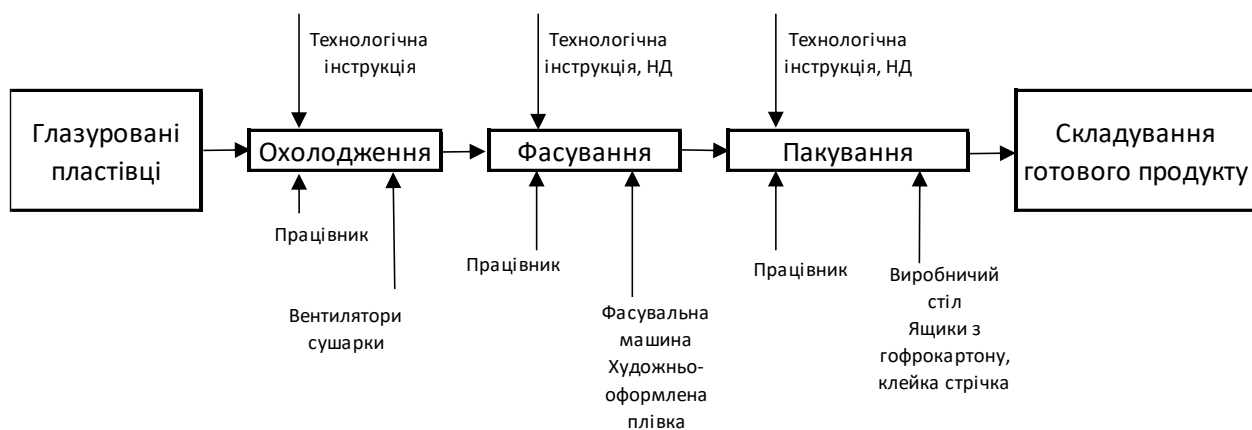 Технологічна
інструкція
Технологічна
інструкція, НД
Технологічна
інструкція, НД
Глазуровані
пластівці
Охолодження
Фасування
Пакування
Складування
готового продукту
Працівник
Вентилятори
сушарки
Працівник
Фасувальна
машина
Художньо-
оформлена
плівка
Працівник
Виробничий
стіл
Ящики з
гофрокартону,
клейка стрічка